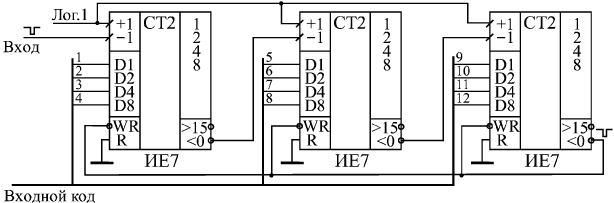 Лог.1
Вход
+1 СТ2 1
−1 2
4
8
1 D1
2 D2
3 D4
4 D8
WR >15
R <0
ИЕ7
+1 СТ2 1
−1 2
4
8
5 D1
6 D2
7 D4
8 D8
WR >15
R <0
ИЕ7
+1 СТ2 1
−1 2
4
8
9 D1
10 D2
11 D4
12 D8
WR >15
R <0
ИЕ7
Входной код